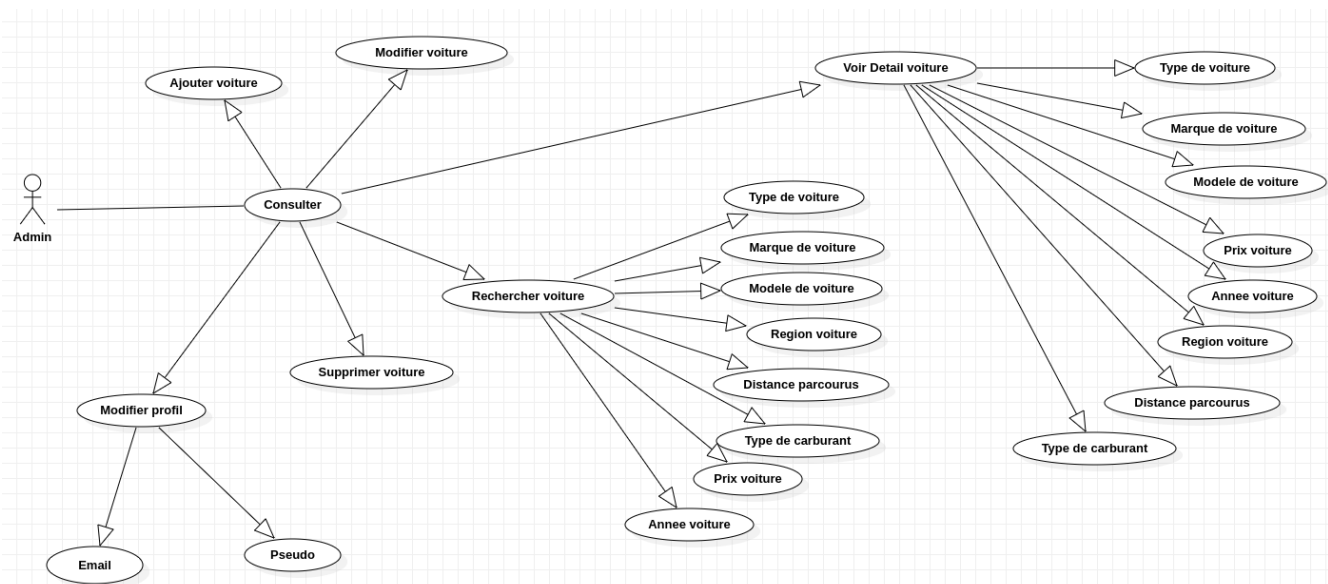 Modifier voiture
Ajouter voiture
Voir Detail voiture
Type de voiture
Marque de voiture
Modele de voiture
Admin
Consulter
Type de voiture
Marque de voiture
Modele de voiture
Region voiture
Distance parcourus
Type de carburant
Prix voiture
Annee voiture
Rechercher voiture
Prix voiture
Annee voiture
Region voiture
Distance parcourus
Type de carburant
Supprimer voiture
Modifier profil
Email
Pseudo